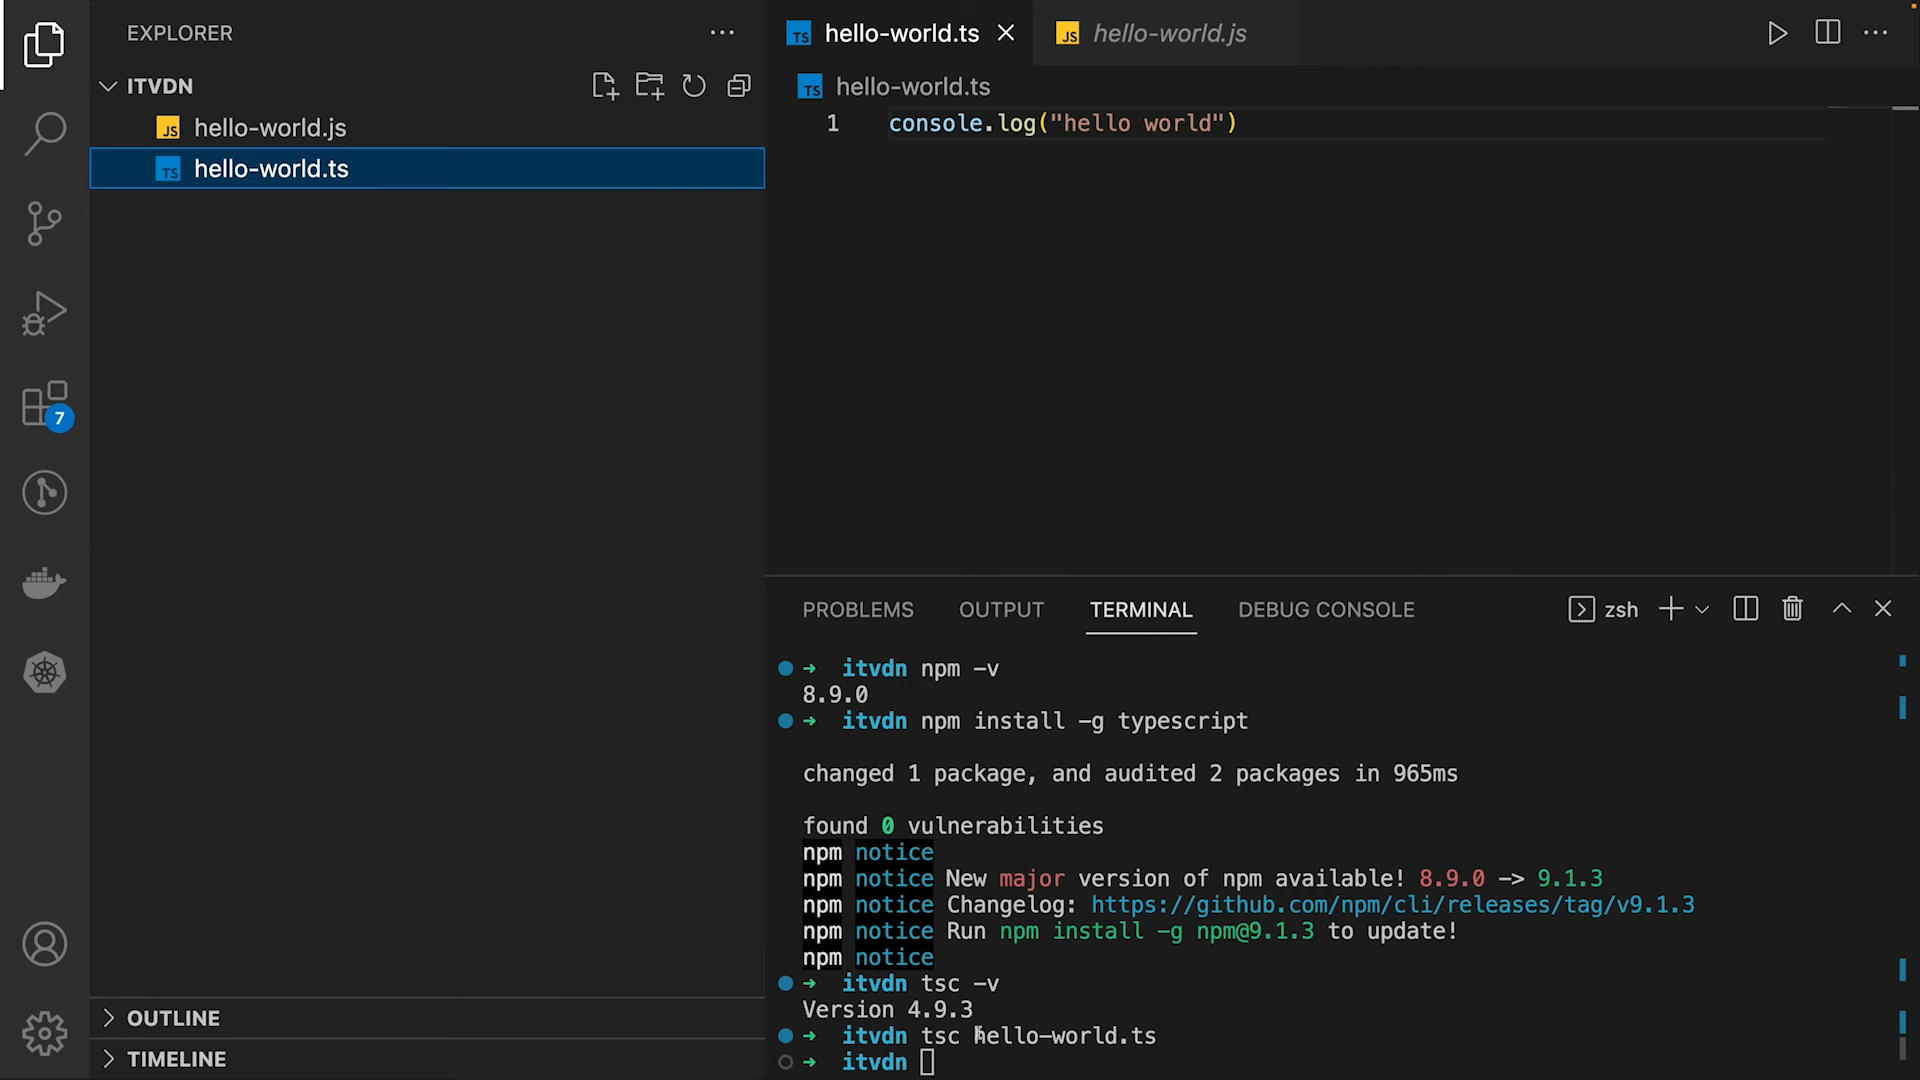 EXPLORER
ITVDN
JS hello-world.js
TS hello-world.ts
7
OUTLINE
TIMELINE
TS hello-world.ts
JS hello-world.js
TS hello-world.ts
1 console.log("hello world")
PROBLEMS OUTPUT TERMINAL DEBUG CONSOLE
zsh
➜ itvdn npm -v
8.9.0
➜ itvdn npm install -g typescript
changed 1 package, and audited 2 packages in 965ms
found 0 vulnerabilities
npm notice
npm notice New major version of npm available! 8.9.0 -> 9.1.3
npm notice Changelog: https://github.com/npm/cli/releases/tag/v9.1.3
npm notice Run npm install -g npm@9.1.3 to update!
npm notice
➜ itvdn tsc -v
Version 4.9.3
➜ itvdn tsc hello-world.ts
➜ itvdn